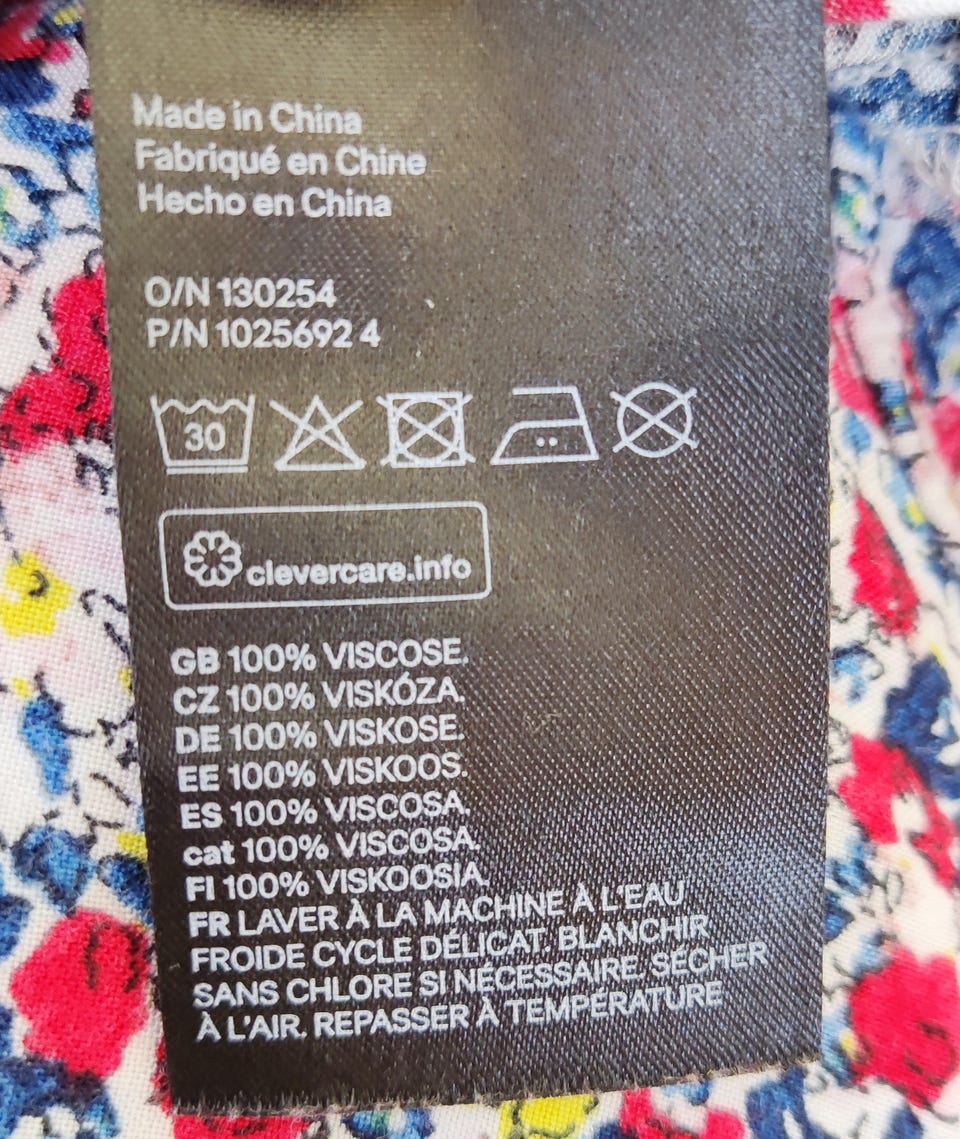 Made in China
Fabriqué en Chine
Hecho en China
O/N 130254
P/N 1025692 4
30
clevercare.info
GB 100% VISCOSE.
CZ 100% VISKÓZA.
DE 100% VISKOSE.
EE 100% VISKOOS.
ES 100% VISCOSA.
cat 100% VISCOSA.
FI 100% VISKOOSIA.
FR LAVER À LA MACHINE À L'EAU
FROIDE CYCLE DÉLICAT. BLANCHIR
SANS CHLORE SI NÉCESSAIRE. SÉCHER
À L'AIR. REPASSER À TEMPÉRATURE